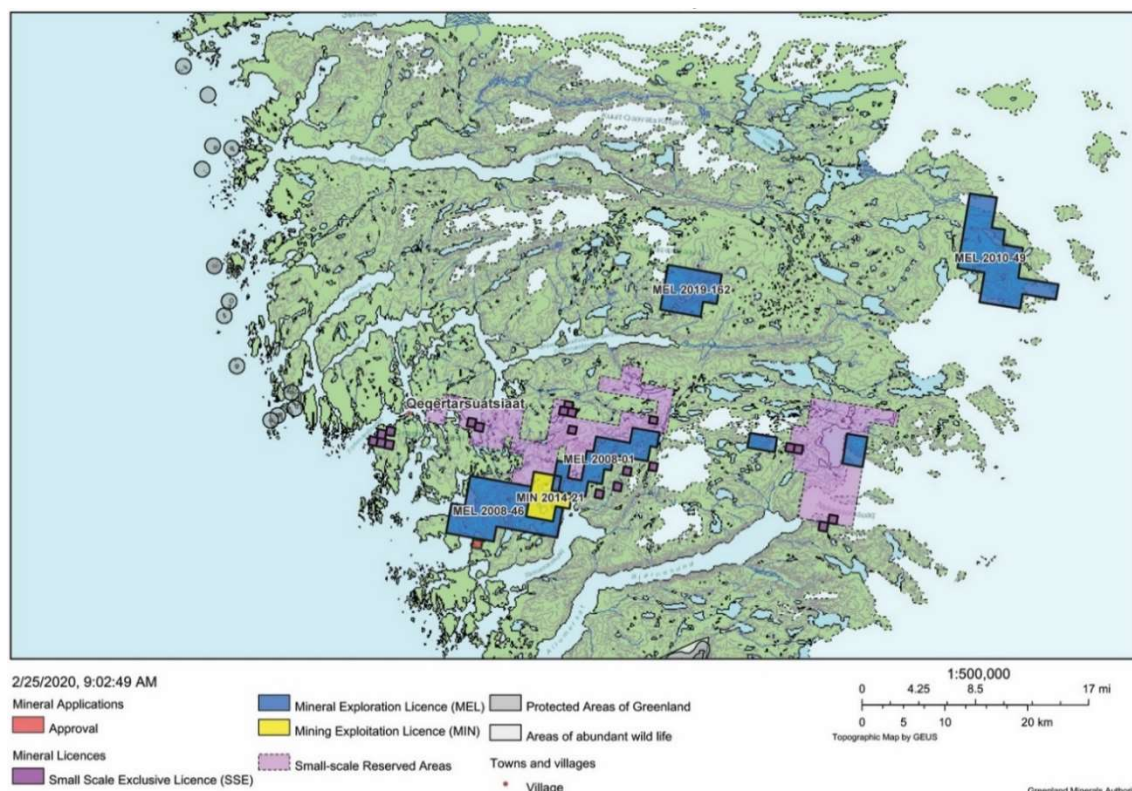 MEL 2010-49
MEL 2019-162
Qeqertarsuatsiaat
MEL 2008-01
MIN 2014-21
MEL 2008-46
Bjørnesund
2/25/2020, 9:02:49 AM
Mineral Applications
Approval
Mineral Licences
Small Scale Exclusive Licence (SSE)
Mineral Exploration Licence (MEL)
Mining Exploitation Licence (MIN)
Small-scale Reserved Areas
Protected Areas of Greenland
Areas of abundant wild life
Towns and villages
Village
1:500,000
0 4.25 8.5 17 mi
0 5 10 20 km
Topographic Map by GEUS
Greenland Minerals